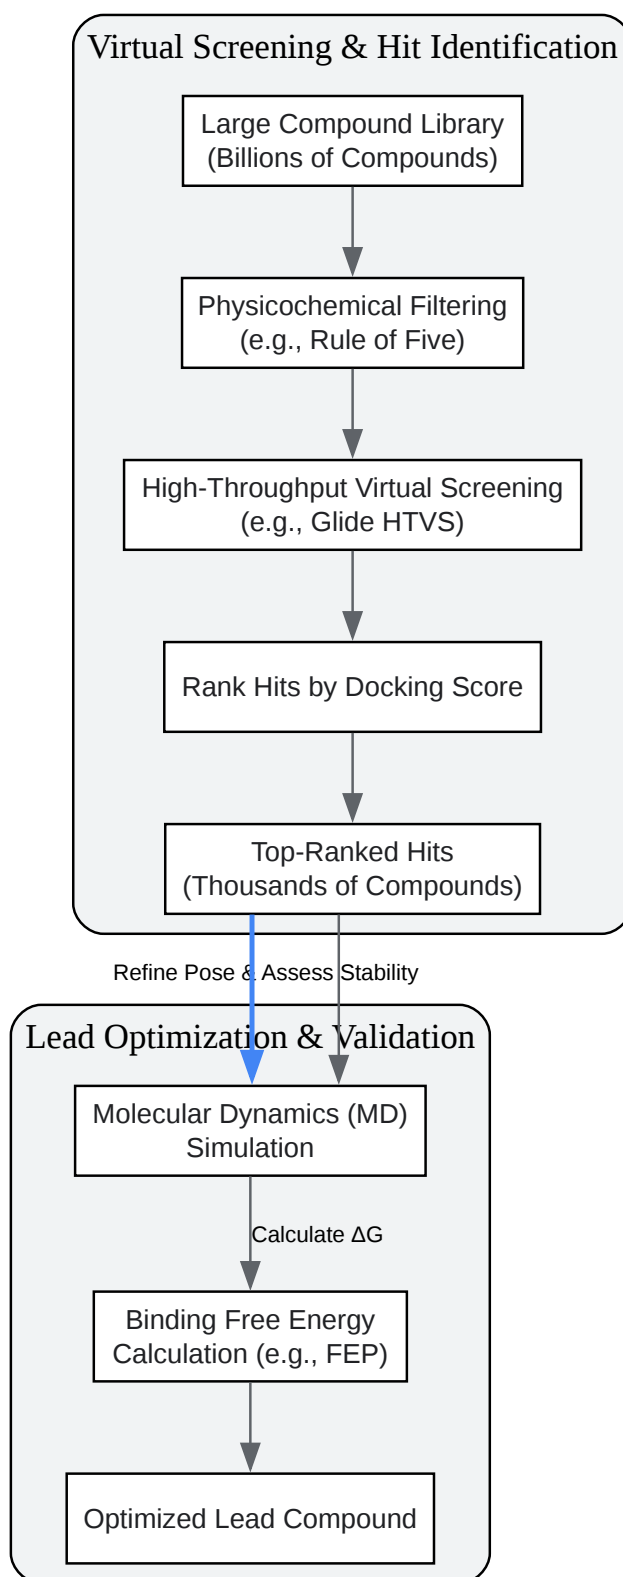 Virtual Screening & Hit Identification
Large Compound Library
(Billions of Compounds)
Physicochemical Filtering
(e.g., Rule of Five)
High-Throughput Virtual Screening
(e.g., Glide HTVS)
Rank Hits by Docking Score
Top-Ranked Hits
(Thousands of Compounds)
Refine Pose & Assess Stability
Lead Optimization & Validation
Molecular Dynamics (MD)
Simulation
Calculate ΔG
Binding Free Energy
Calculation (e.g., FEP)
Optimized Lead Compound